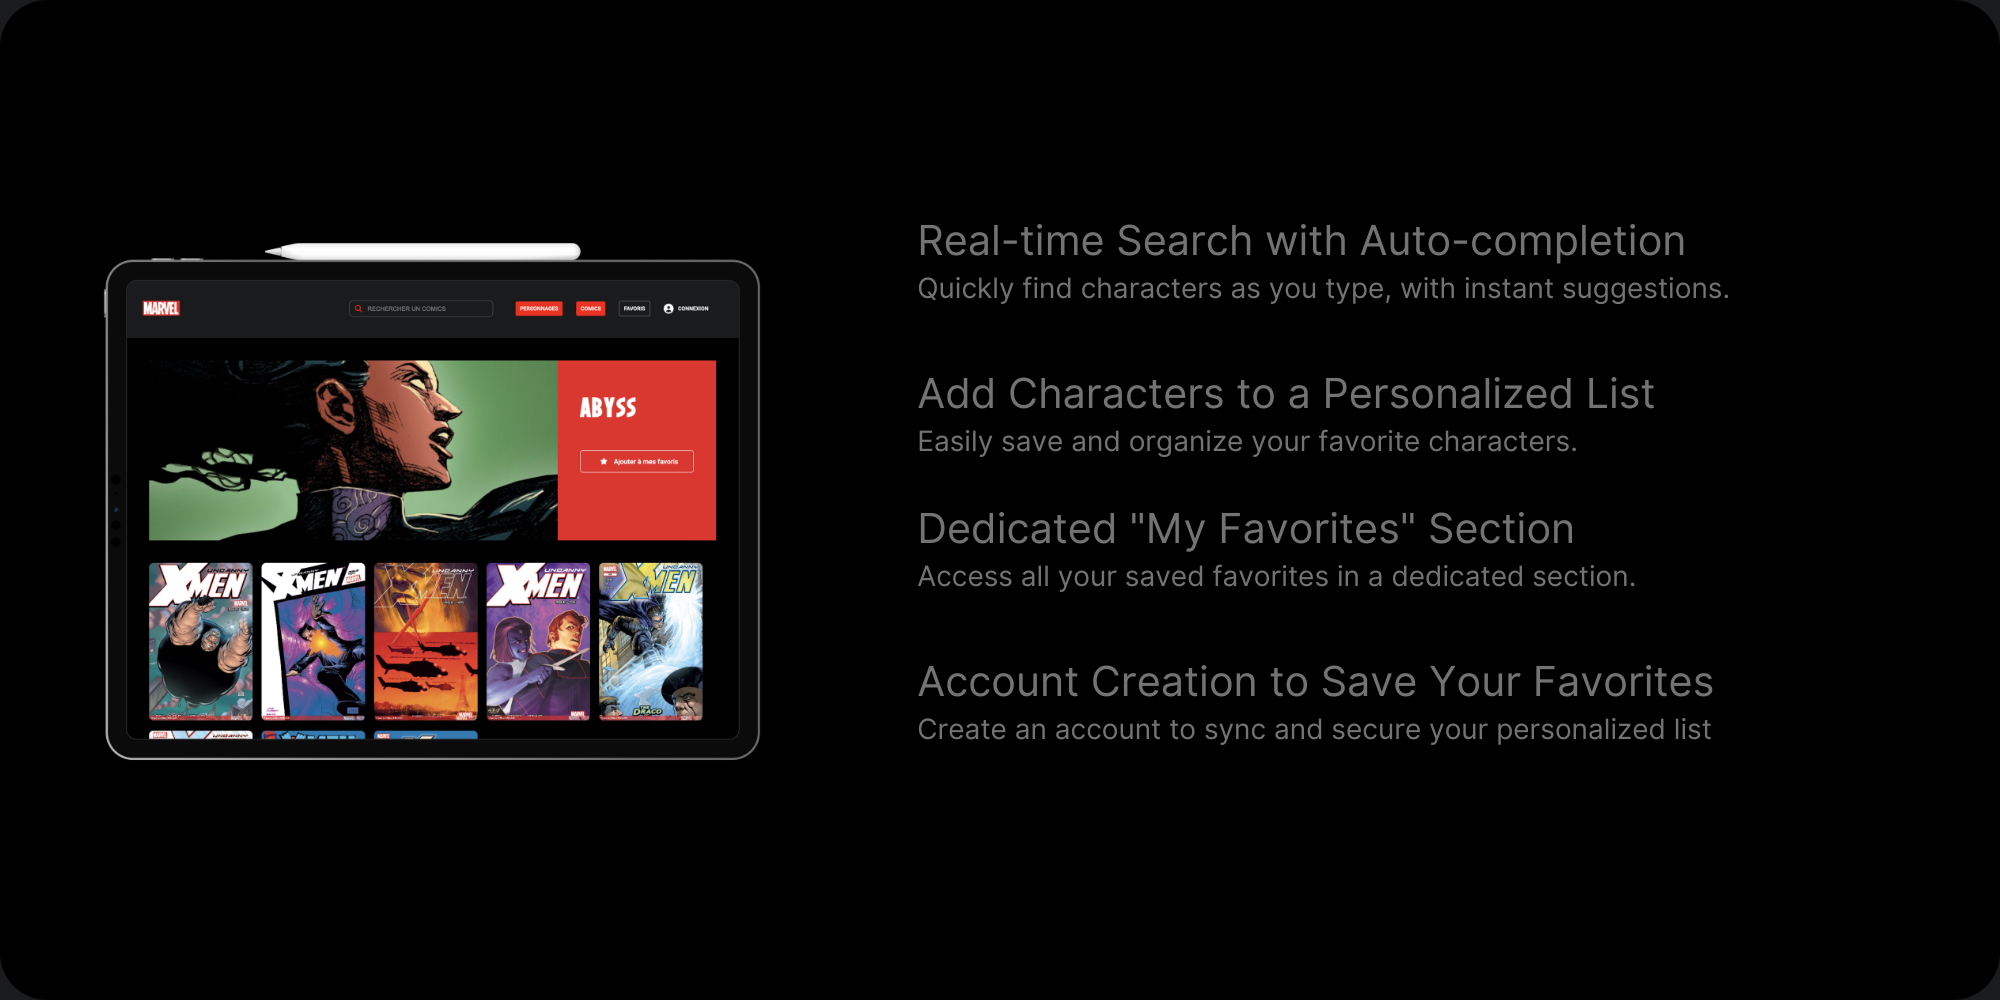 MARVEL
RECHERCHER UN COMICS
PERSONNAGES
COMICS
FAVORIS
CONNEXION
ABYSS
Ajouter à mes favoris
UNCANNY
X-MEN
MARVEL
X-MEN
UNCANNY
X-MEN
UNCANNY
X-MEN
UNCANNY
X-MEN
THE DRACO
Real-time Search with Auto-completion
Quickly find characters as you type, with instant suggestions.
Add Characters to a Personalized List
Easily save and organize your favorite characters.
Dedicated "My Favorites" Section
Access all your saved favorites in a dedicated section.
Account Creation to Save Your Favorites
Create an account to sync and secure your personalized list